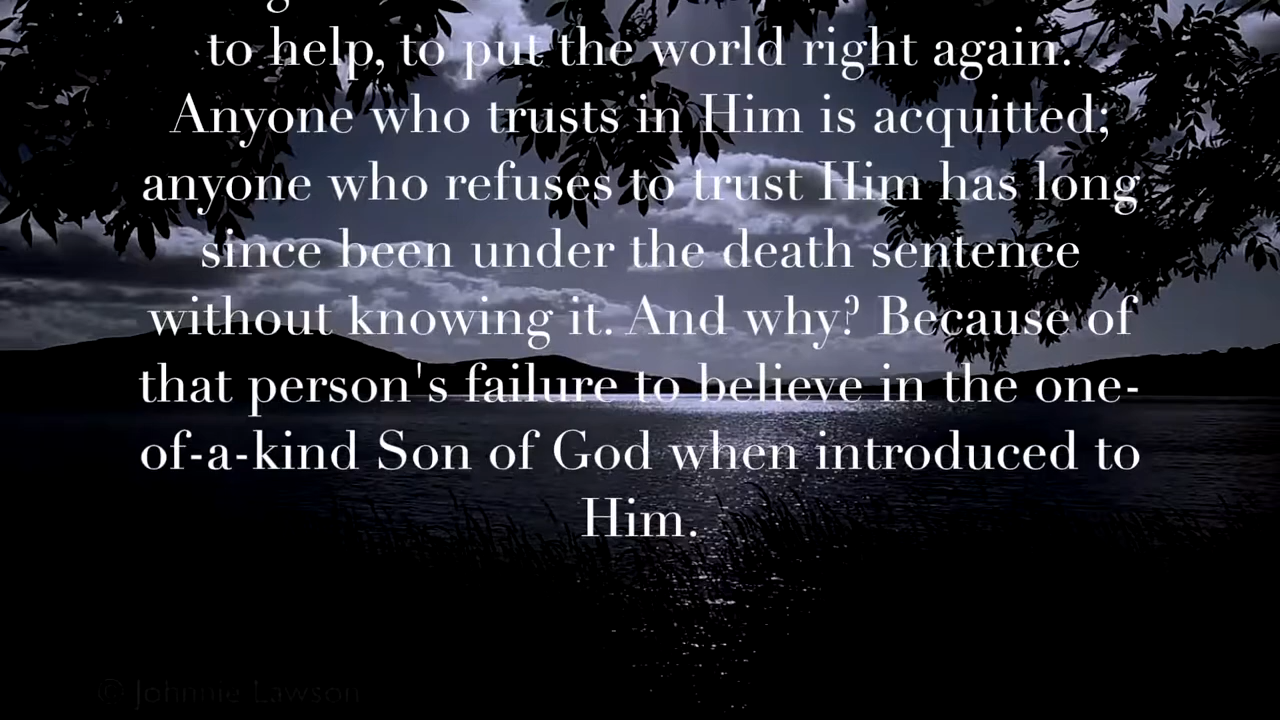 to help, to put the world right again.
Anyone who trusts in Him is acquitted;
anyone who refuses to trust Him has long
since been under the death sentence
without knowing it. And why? Because of
that person's failure to believe in the one-
of-a-kind Son of God when introduced to
Him.
© Johnnie Lawson